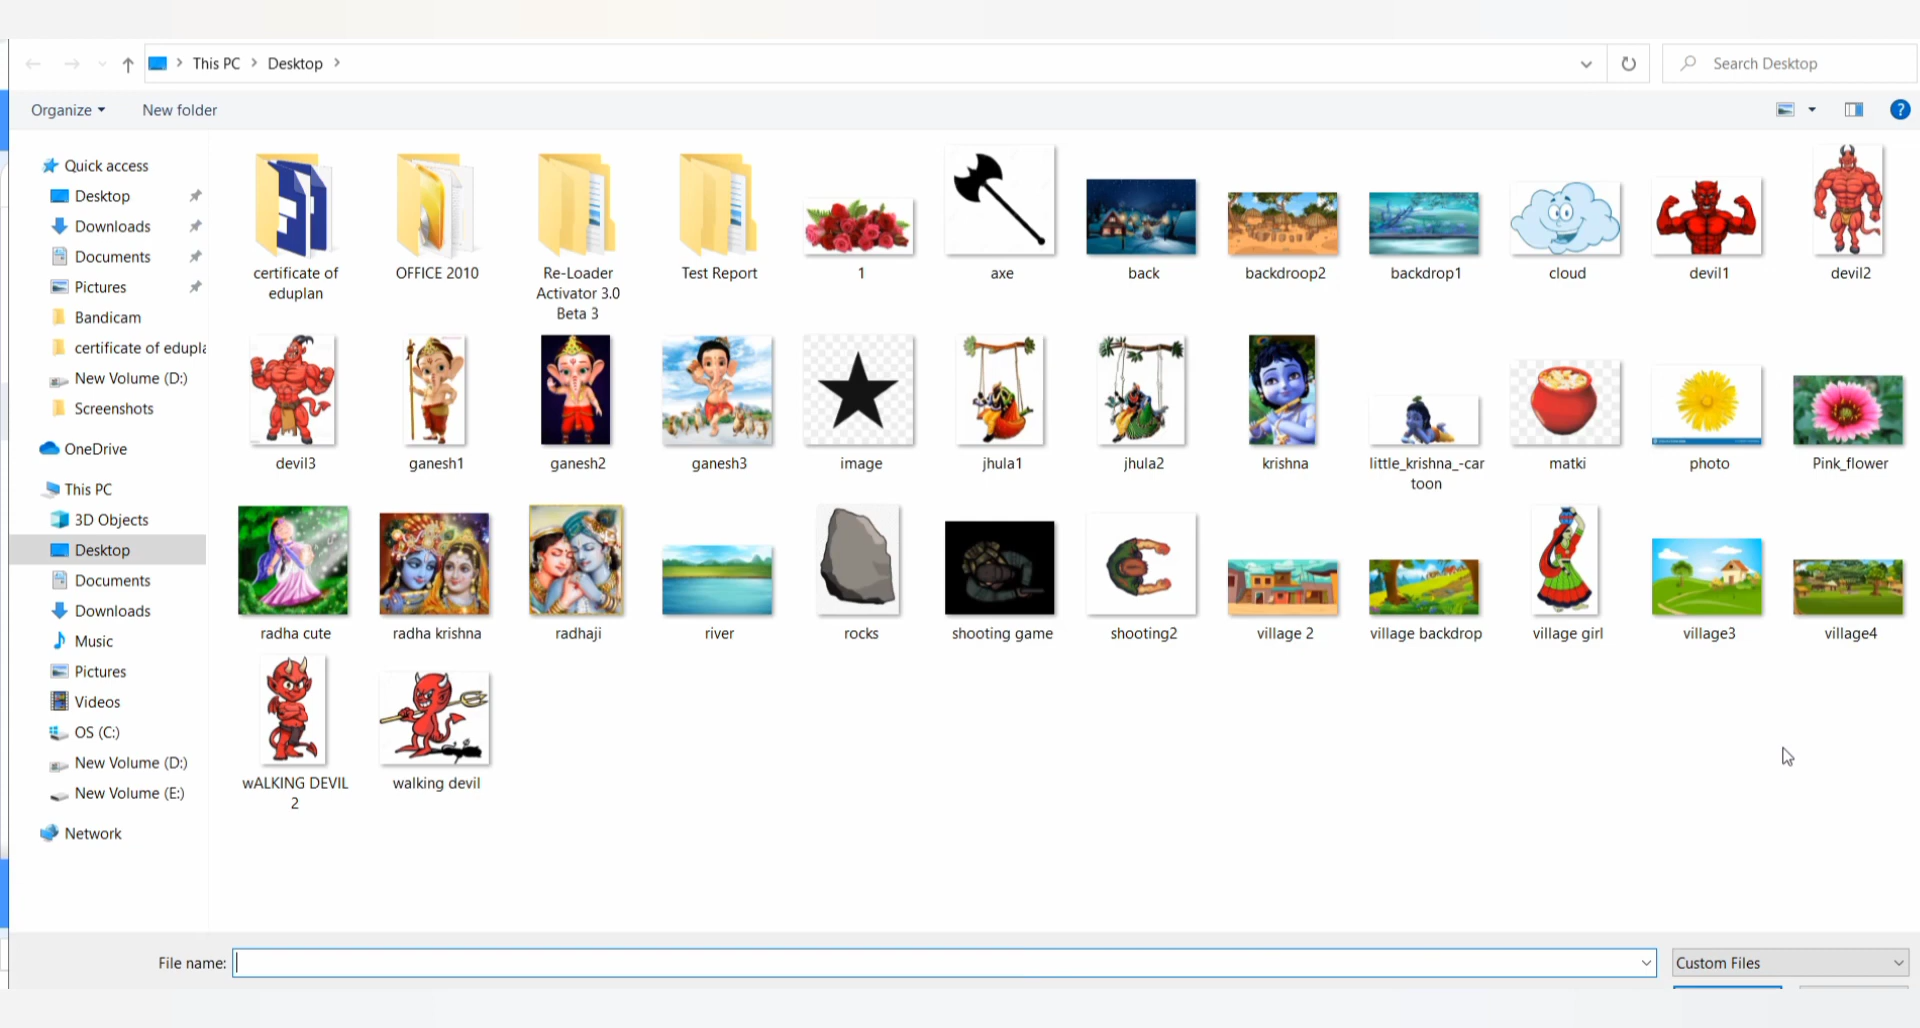 This PC > Desktop >
Search Desktop
Organize
New folder
?
Quick access
Desktop
Downloads
Documents
Pictures
Bandicam
certificate of edupla
New Volume (D:)
Screenshots
OneDrive
This PC
3D Objects
Desktop
Documents
Downloads
Music
Pictures
Videos
OS (C:)
New Volume (D:)
New Volume (E:)
Network
certificate of
eduplan
OFFICE 2010
Re-Loader
Activator 3.0
Beta 3
Test Report
1
axe
back
backdroop2
backdrop1
cloud
devil1
devil2
devil3
ganesh1
ganesh2
ganesh3
image
jhula1
jhula2
krishna
little_krishna_-car
toon
matki
photo
Pink_flower
radha cute
radha krishna
radhaji
river
rocks
shooting game
shooting2
village 2
village backdrop
village girl
village3
village4
wALKING DEVIL
2
walking devil
File name:
Custom Files